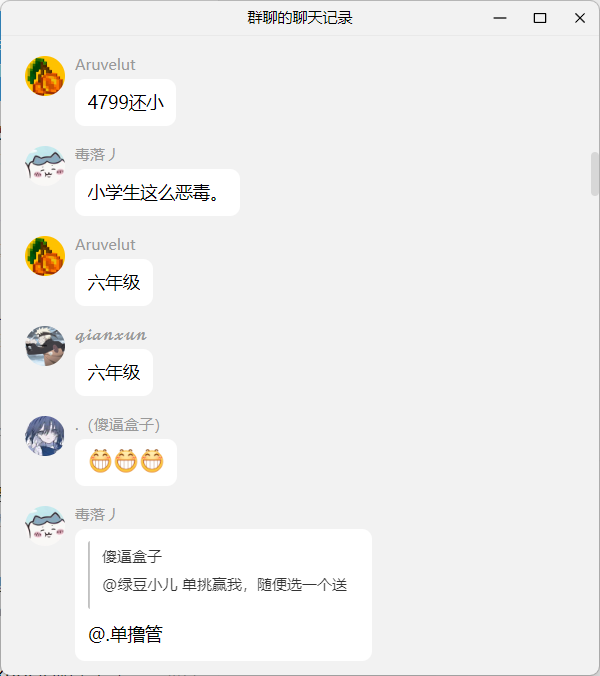 群聊的聊天记录
Aruvelut
4799还小
毒落丿
小学生这么恶毒。
Aruvelut
六年级
𝓺𝓲𝓪𝓷𝔁𝓾𝓷
六年级
.（傻逼盒子）
毒落丿
傻逼盒子
@绿豆小儿 单挑赢我，随便选一个送
@.单撸管